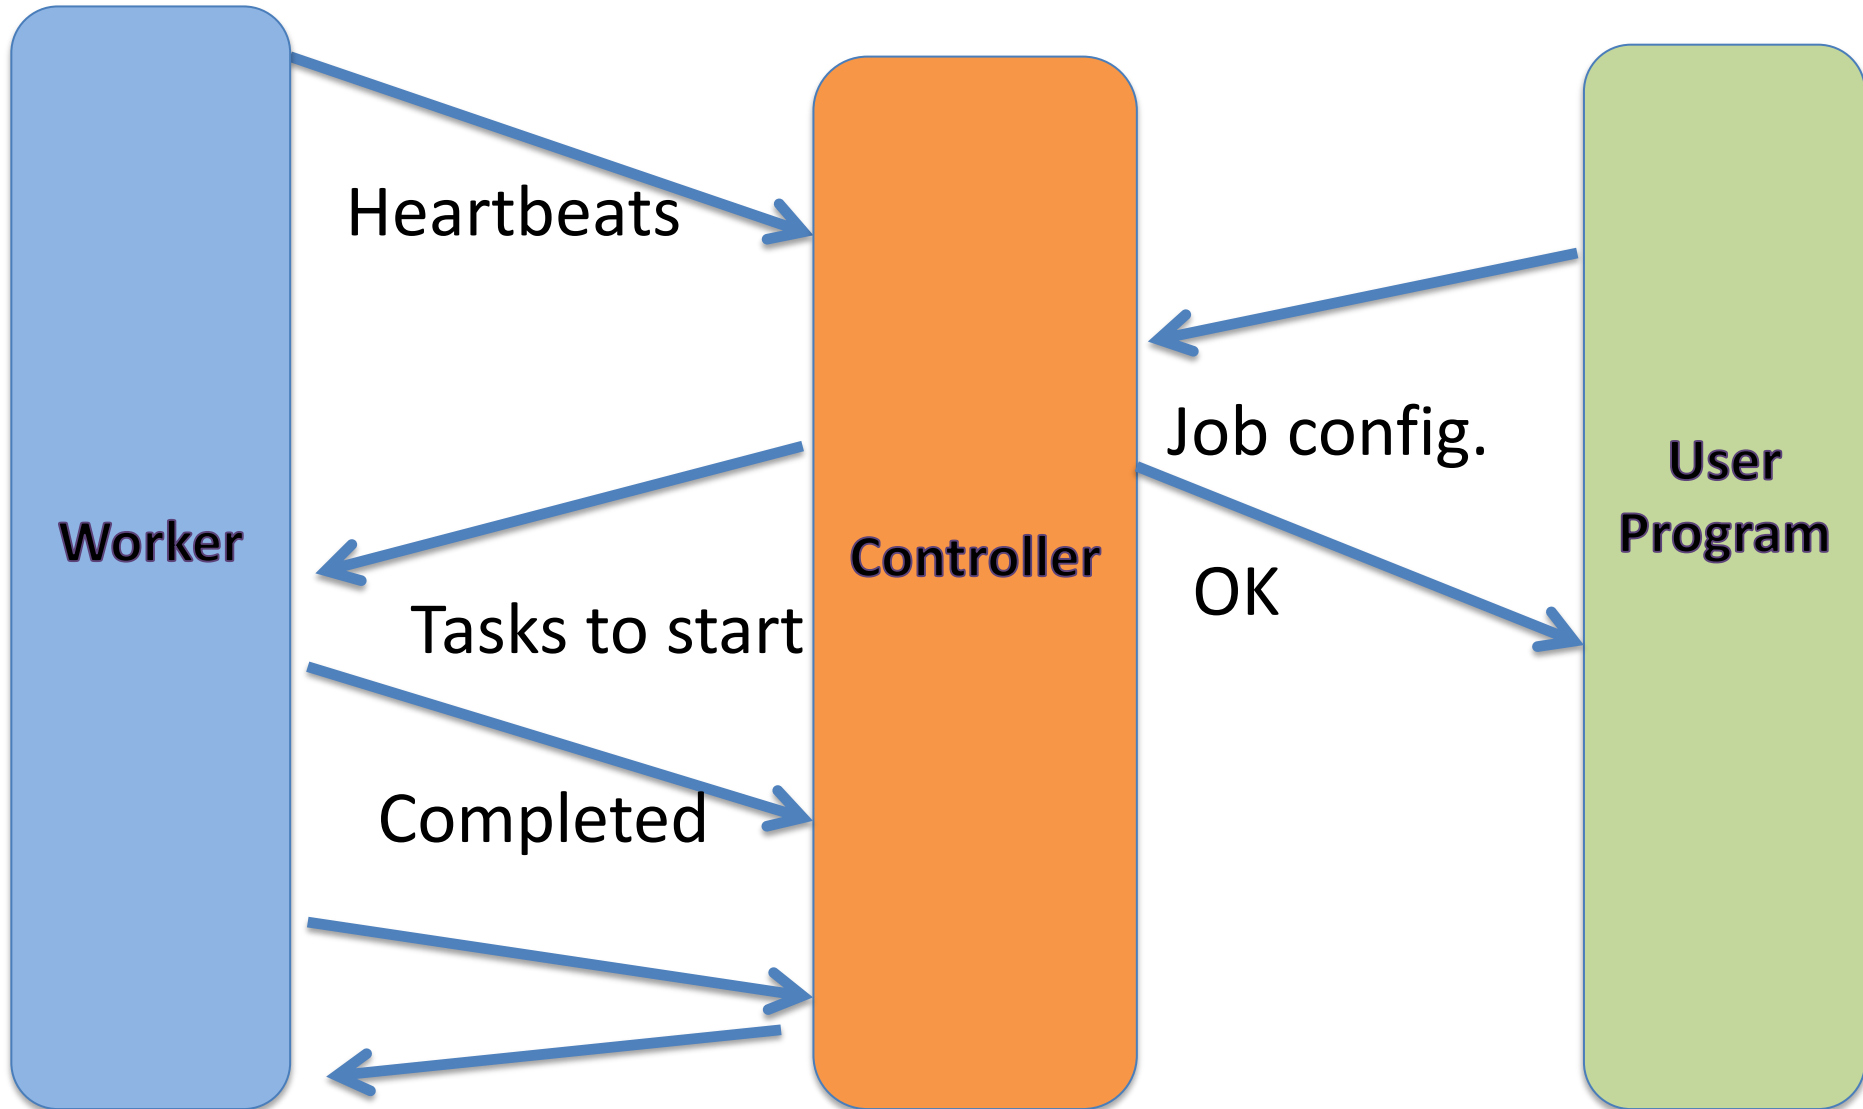 Heartbeats
Job config.
User
Program
Worker
Controller
OK
Tasks to start
Completed